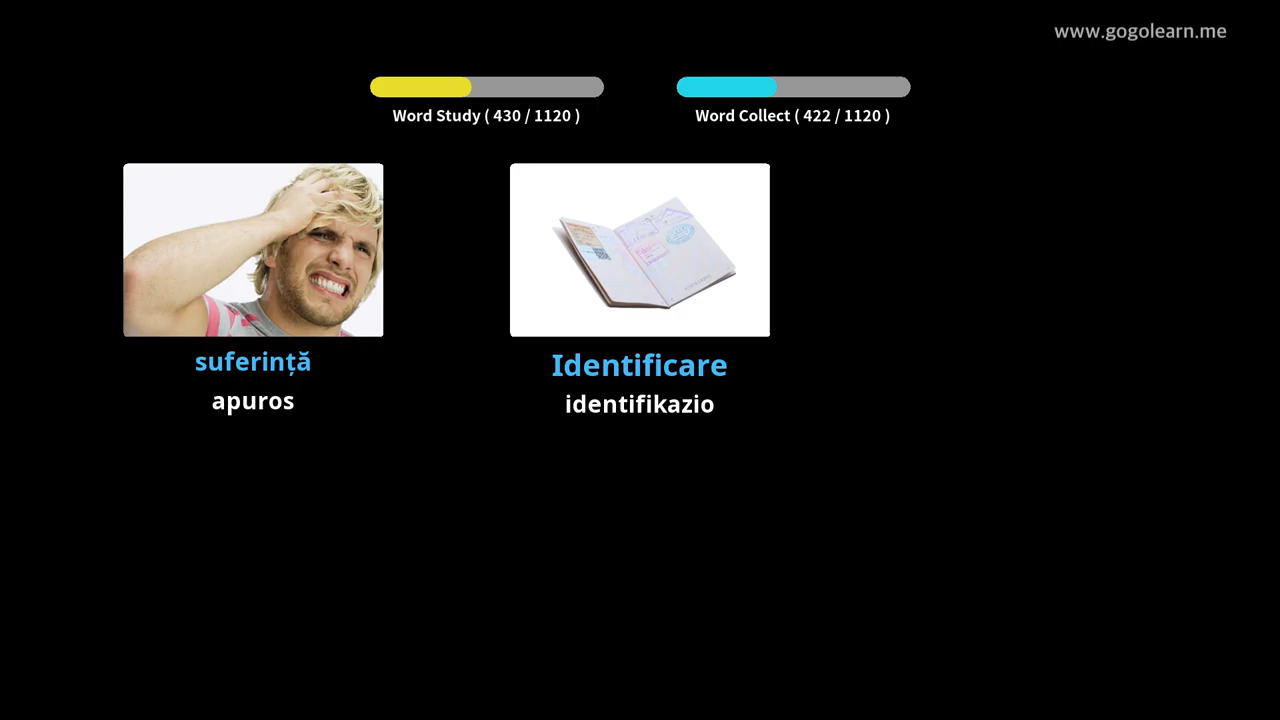 www.gogolearn.me
Word Study ( 430 / 1120 )
Word Collect ( 422 / 1120 )
suferință
apuros
Identificare
identifikazio